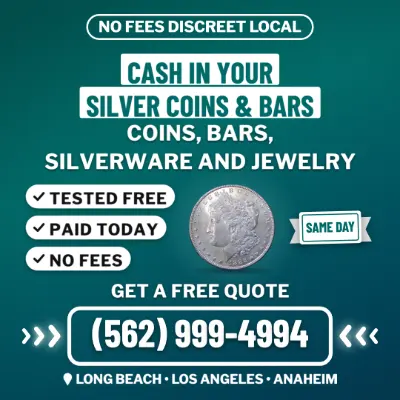 NO FEES DISCREET LOCAL
CASH IN YOUR
SILVER COINS & BARS
COINS, BARS,
SILVERWARE AND JEWELRY
TESTED FREE
PAID TODAY
NO FEES
SAME DAY
GET A FREE QUOTE
(562) 999-4994
LONG BEACH • LOS ANGELES • ANAHEIM